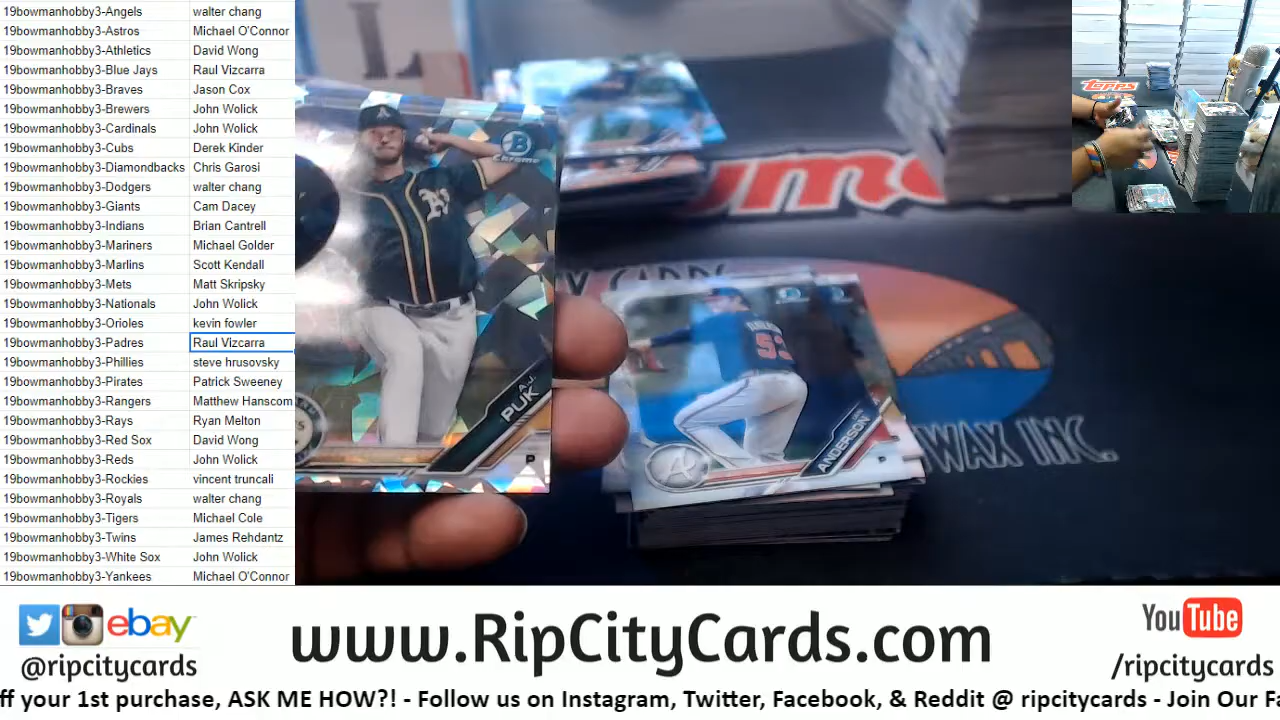 19bowmanhobby3-Angels walter chang
19bowmanhobby3-Astros Michael O'Connor
19bowmanhobby3-Athletics David Wong
19bowmanhobby3-Blue Jays Raul Vizcarra
19bowmanhobby3-Braves Jason Cox
19bowmanhobby3-Brewers John Wolick
19bowmanhobby3-Cardinals John Wolick
19bowmanhobby3-Cubs Derek Kinder
19bowmanhobby3-Diamondbacks Chris Garosi
19bowmanhobby3-Dodgers walter chang
19bowmanhobby3-Giants Cam Dacey
19bowmanhobby3-Indians Brian Cantrell
19bowmanhobby3-Mariners Michael Golder
19bowmanhobby3-Marlins Scott Kendall
19bowmanhobby3-Mets Matt Skripsky
19bowmanhobby3-Nationals John Wolick
19bowmanhobby3-Orioles kevin fowler
19bowmanhobby3-Padres Raul Vizcarra
19bowmanhobby3-Phillies steve hrusovsky
19bowmanhobby3-Pirates Patrick Sweeney
19bowmanhobby3-Rangers Matthew Hanscom
19bowmanhobby3-Rays Ryan Melton
19bowmanhobby3-Red Sox David Wong
19bowmanhobby3-Reds John Wolick
19bowmanhobby3-Rockies vincent truncali
19bowmanhobby3-Royals walter chang
19bowmanhobby3-Tigers Michael Cole
19bowmanhobby3-Twins James Rehdantz
19bowmanhobby3-White Sox John Wolick
19bowmanhobby3-Yankees Michael O'Connor
B
Chrome
A
A.J.
PUK
P
53
ANDERSON
P
A
CARDS
WAX INC.
Topps
ebay
@ripcitycards
www.RipCityCards.com
YouTube
/ripcitycards
ff your 1st purchase, ASK ME HOW?! - Follow us on Instagram, Twitter, Facebook, & Reddit @ ripcitycards - Join Our Fa